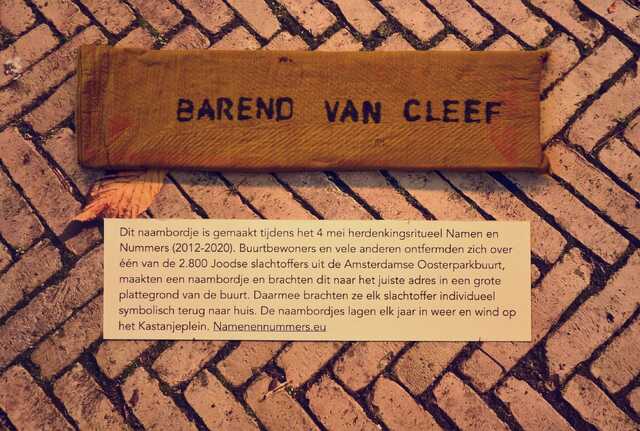 BAREND VAN CLEEF
Dit naambordje is gemaakt tijdens het 4 mei herdenkingsritueel Namen en
Nummers (2012-2020). Buurtbewoners en vele anderen ontfermden zich over
één van de 2.800 Joodse slachtoffers uit de Amsterdamse Oosterparkbuurt,
maakten een naambordje en brachten dit naar het juiste adres in een grote
plattegrond van de buurt. Daarmee brachten ze elk slachtoffer individueel
symbolisch terug naar huis. De naambordjes lagen elk jaar in weer en wind op
het Kastanjeplein. Namenennummers.eu